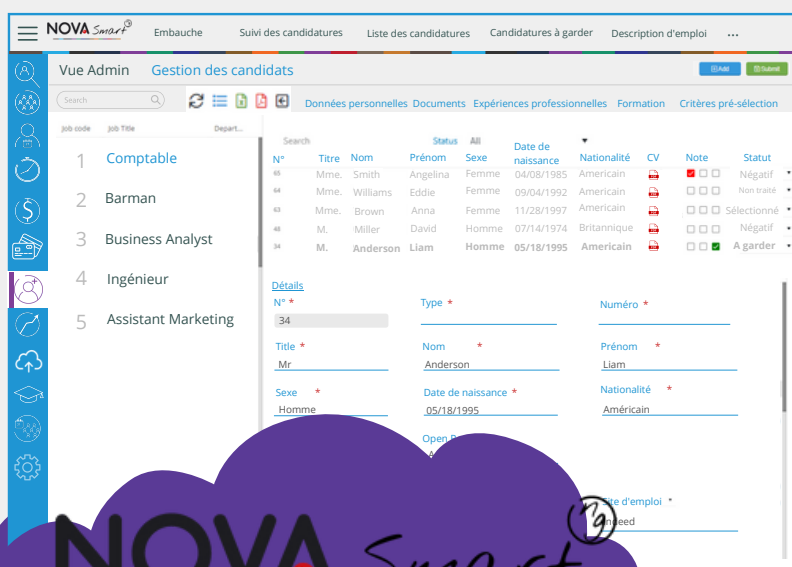 NOVA Smart Embauche Suivi des candidatures Liste des candidatures Candidatures à garder Description d'emploi ...
Vue Admin Gestion des candidats Add Submit
Search Données personnelles Documents Expériences professionnelles Formation Critères pré-sélection
Job code Job Title Depart...
1 Comptable
2 Barman
3 Business Analyst
4 Ingénieur
5 Assistant Marketing
Search Status All
N° Titre Nom Prénom Sexe Date de naissance Nationalité CV Note Statut
65 Mme. Smith Angelina Femme 04/08/1985 Americain Négatif
64 Mme. Williams Eddie Femme 09/04/1992 Americain Non traité
63 Mme. Brown Anna Femme 11/28/1997 Americain Sélectionné
48 M. Miller David Homme 07/14/1974 Britannique Négatif
34 M. Anderson Liam Homme 05/18/1995 Americain A garder
Détails
N° * Type * Numéro *
34
Title * Nom * Prénom *
Mr Anderson Liam
Sexe * Date de naissance * Nationalité *
Homme 05/18/1995 Américain
Open
Site d'emploi *
Indeed
NOVA Smart